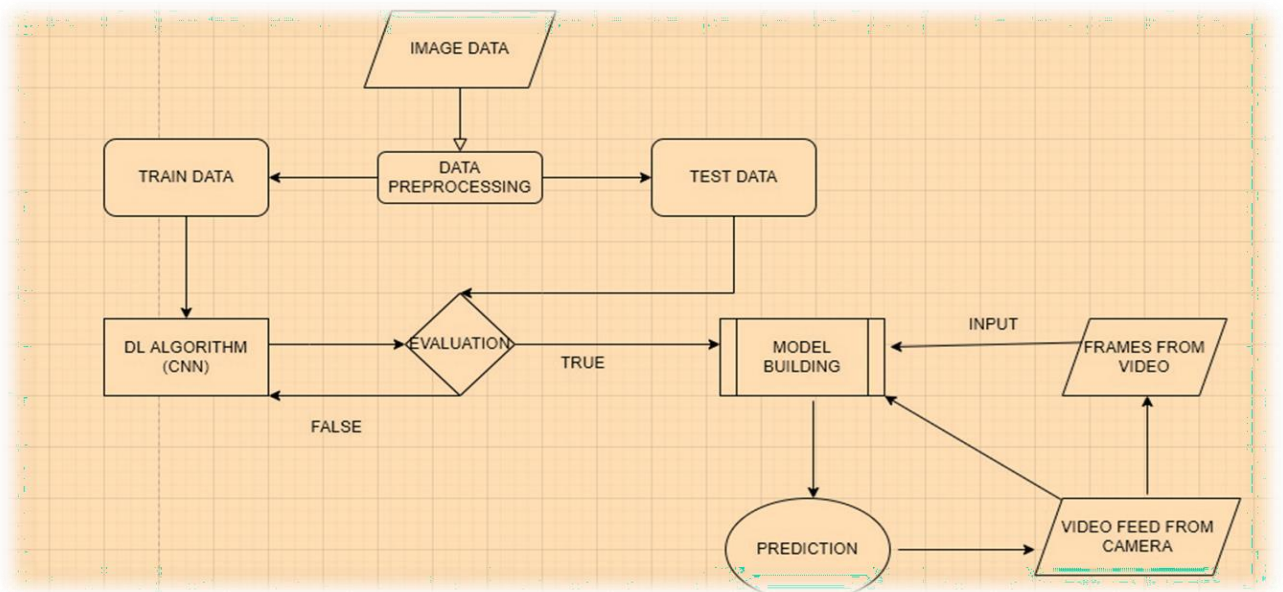 IMAGE DATA
TRAIN DATA
DATA
PREPROCESSING
TEST DATA
DL ALGORITHM
(CNN)
EVALUATION
TRUE
FALSE
MODEL
BUILDING
INPUT
FRAMES FROM
VIDEO
PREDICTION
VIDEO FEED FROM
CAMERA